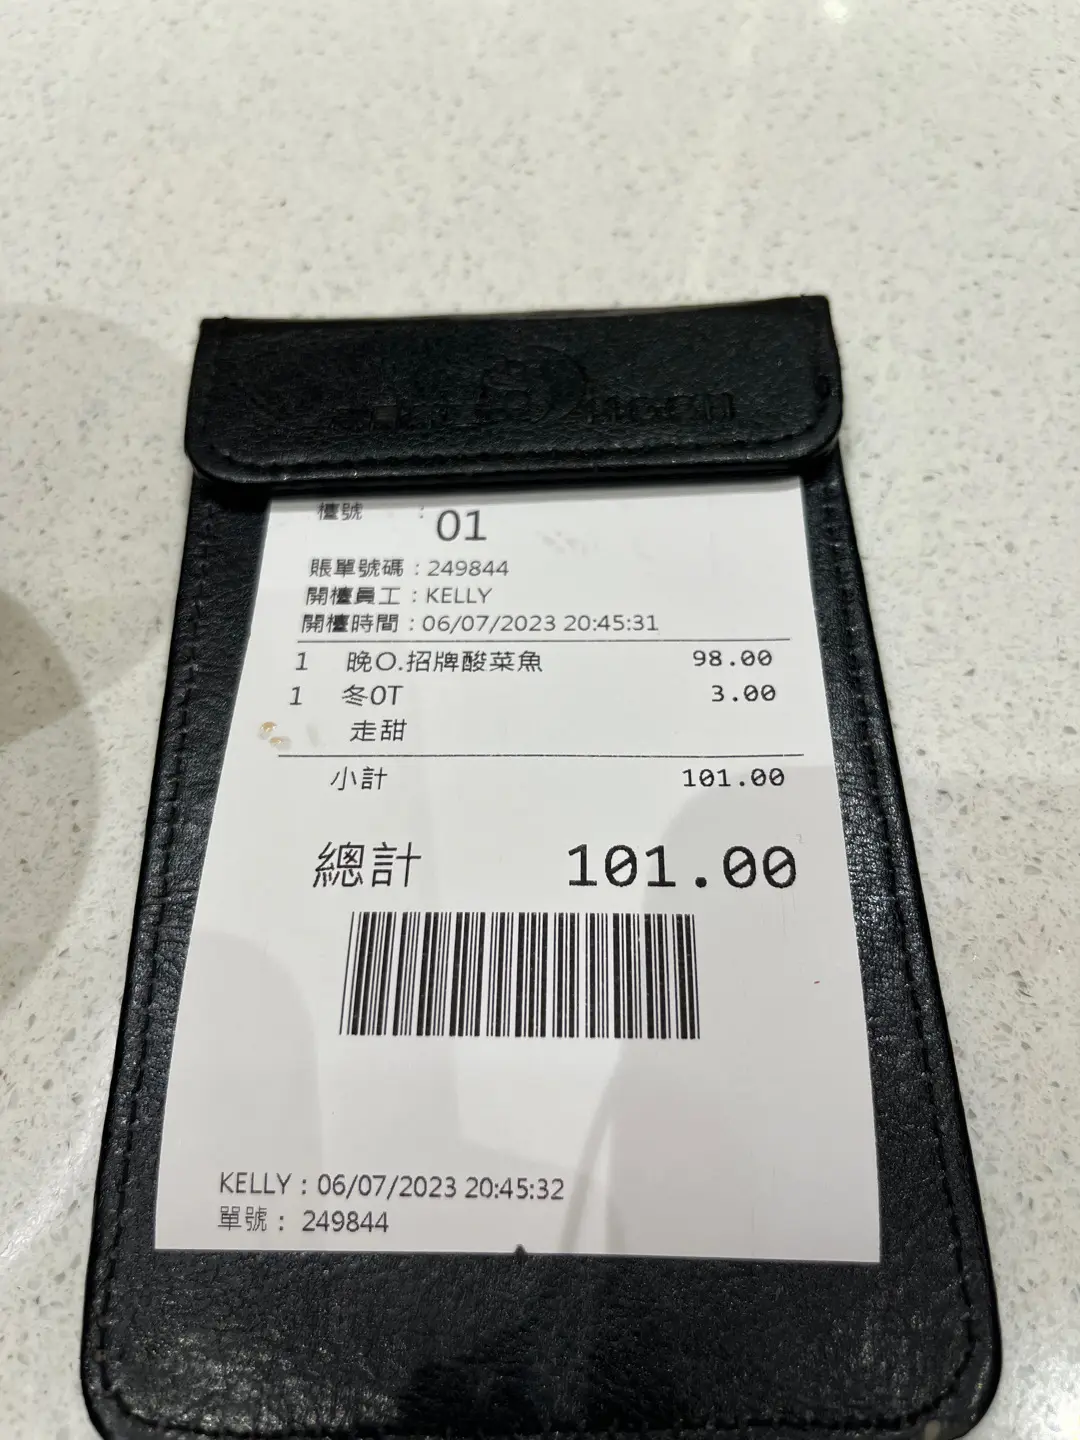 檯號 : 01
賬單號碼 : 249844
開檯員工 : KELLY
開檯時間 : 06/07/2023 20:45:31
1 晚O.招牌酸菜魚 98.00
1 冬0T 3.00
走甜
小計 101.00
總計 101.00
KELLY : 06/07/2023 20:45:32
單號 : 249844